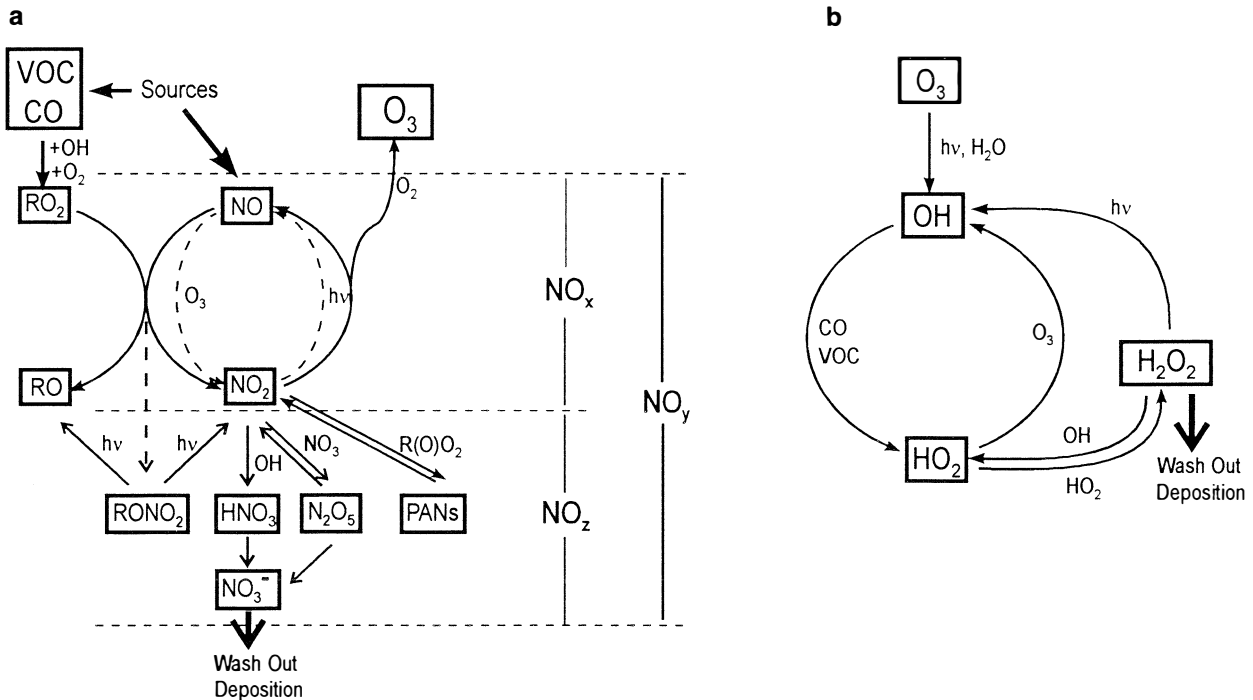 a
VOC
CO
Sources
O₃
+OH
+O₂
O₂
RO₂
NO
O₃
hν
NOₓ
RO
NO₂
NOy
hν
hν
OH
NO₃
R(O)O₂
RONO₂
HNO₃
N₂O₅
PANs
NOz
NO₃⁻
Wash Out
Deposition
b
O₃
hν, H₂O
OH
hν
CO
VOC
O₃
H₂O₂
OH
HO₂
HO₂
Wash Out
Deposition